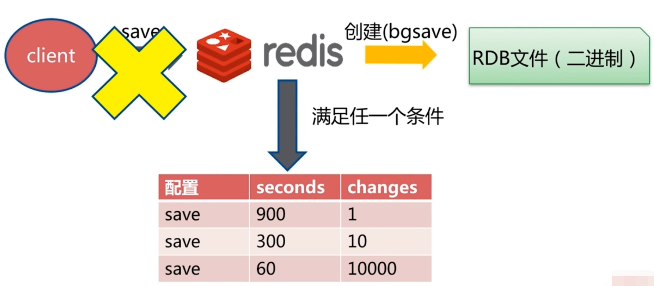 client
save
redis
创建(bgsave)
RDB文件（二进制）
满足任一个条件
配置 seconds changes
save 900 1
save 300 10
save 60 10000